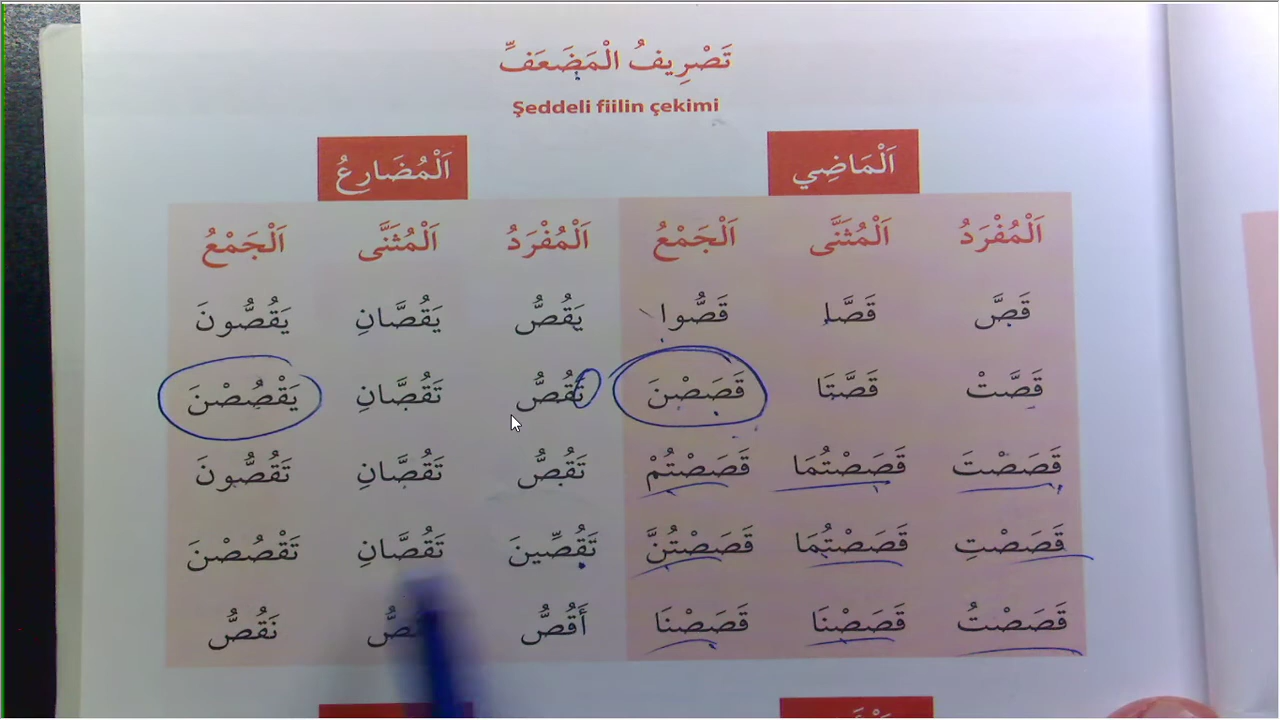 تَصْرِيفُ الْمَضَعَفِّ
Şeddeli fiilin çekimi
اَلْمَاضِي اَلْمُضَارِعُ
اَلْمُفْرَدُ اَلْمُثَنَّى اَلْجَمْعُ اَلْمُفْرَدُ اَلْمُثَنَّى اَلْجَمْعُ
قَصَّ قَصَّا قَصُّوا يَقُصُّ يَقُصَّانِ يَقُصُّونَ
قَصَّتْ قَصَّتَا قَصَصْنَ تَقُصُّ تَقُصَّانِ يَقْصُصْنَ
قَصَصْتَ قَصَصْتُمَا قَصَصْتُمْ تَقُصُّ تَقُصَّانِ تَقُصُّونَ
قَصَصْتِ قَصَصْتُمَا قَصَصْتُنَّ تَقُصِّينَ تَقُصَّانِ تَقْصُصْنَ
قَصَصْتُ قَصَصْنَا قَصَصْنَا أَقُصُّ نَقُصُّ